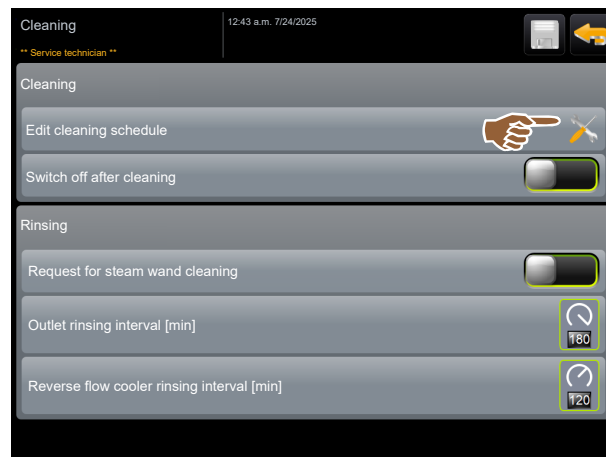 Cleaning
12:43 a.m. 7/24/2025
** Service technician **
Cleaning
Edit cleaning schedule
Switch off after cleaning
Rinsing
Request for steam wand cleaning
Outlet rinsing interval [min]
180
Reverse flow cooler rinsing interval [min]
120